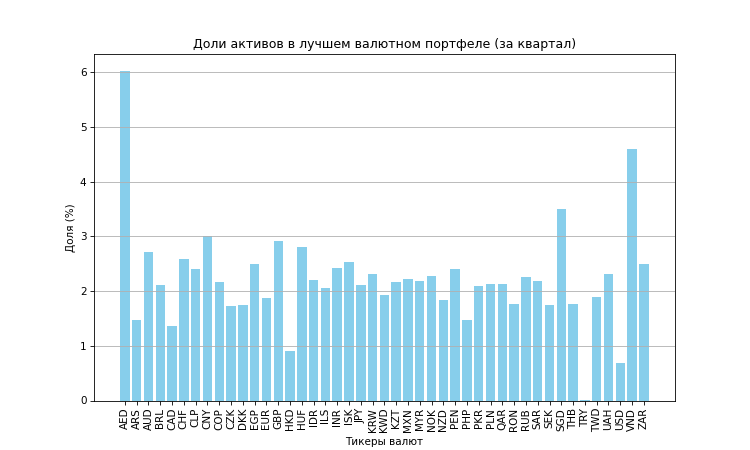 Доли активов в лучшем валютном портфеле (за квартал)
Доля (%)
6
5
4
3
2
1
0
AED ARS AUD BRL CAD CHF CLP CNY COP CZK DKK EGP EUR GBP HKD HUF IDR ILS INR ISK JPY KRW KWD KZT MXN MYR NOK NZD PEN PHP PKR PLN QAR RON RUB SAR SEK SGD THB TRY TWD UAH USD VND ZAR
Тикеры валют